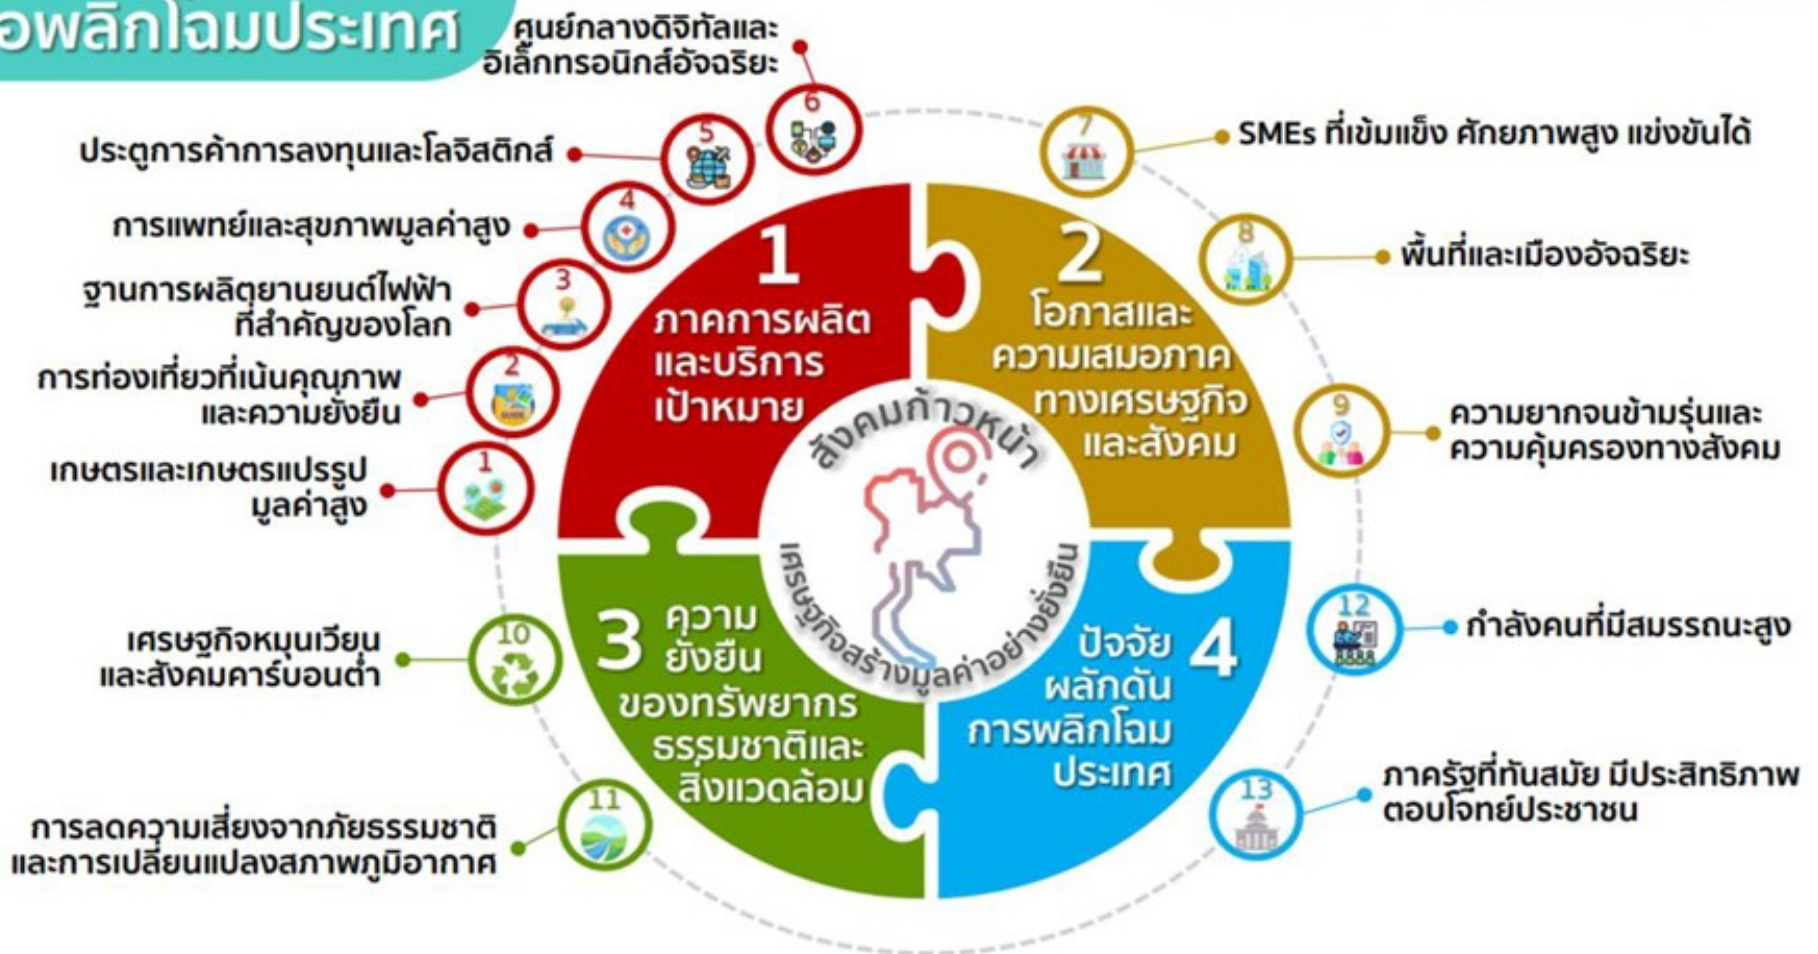 อพลิกโฉมประเทศ
ศูนย์กลางดิจิทัลและ
อิเล็กทรอนิกส์อัจฉริยะ
6
ประตูการค้าการลงทุนและโลจิสติกส์
5
การแพทย์และสุขภาพมูลค่าสูง
4
ฐานการผลิตยานยนต์ไฟฟ้า
ที่สำคัญของโลก
3
การท่องเที่ยวที่เน้นคุณภาพ
และความยั่งยืน
2
GUIDE
เกษตรและเกษตรแปรรูป
มูลค่าสูง
1
7
SMEs ที่เข้มแข็ง ศักยภาพสูง แข่งขันได้
8
พื้นที่และเมืองอัจฉริยะ
9
ความยากจนข้ามรุ่นและ
ความคุ้มครองทางสังคม
1
ภาคการผลิต
และบริการ
เป้าหมาย
2
โอกาสและ
ความเสมอภาค
ทางเศรษฐกิจ
และสังคม
สังคมก้าวหน้า
เศรษฐกิจสร้างมูลค่าอย่างยั่งยืน
3
ความ
ยั่งยืน
ของทรัพยากร
ธรรมชาติและ
สิ่งแวดล้อม
4
ปัจจัย
ผลักดัน
การพลิกโฉม
ประเทศ
10
เศรษฐกิจหมุนเวียน
และสังคมคาร์บอนต่ำ
11
การลดความเสี่ยงจากภัยธรรมชาติ
และการเปลี่ยนแปลงสภาพภูมิอากาศ
12
กำลังคนที่มีสมรรถนะสูง
13
ภาครัฐที่ทันสมัย มีประสิทธิภาพ
ตอบโจทย์ประชาชน